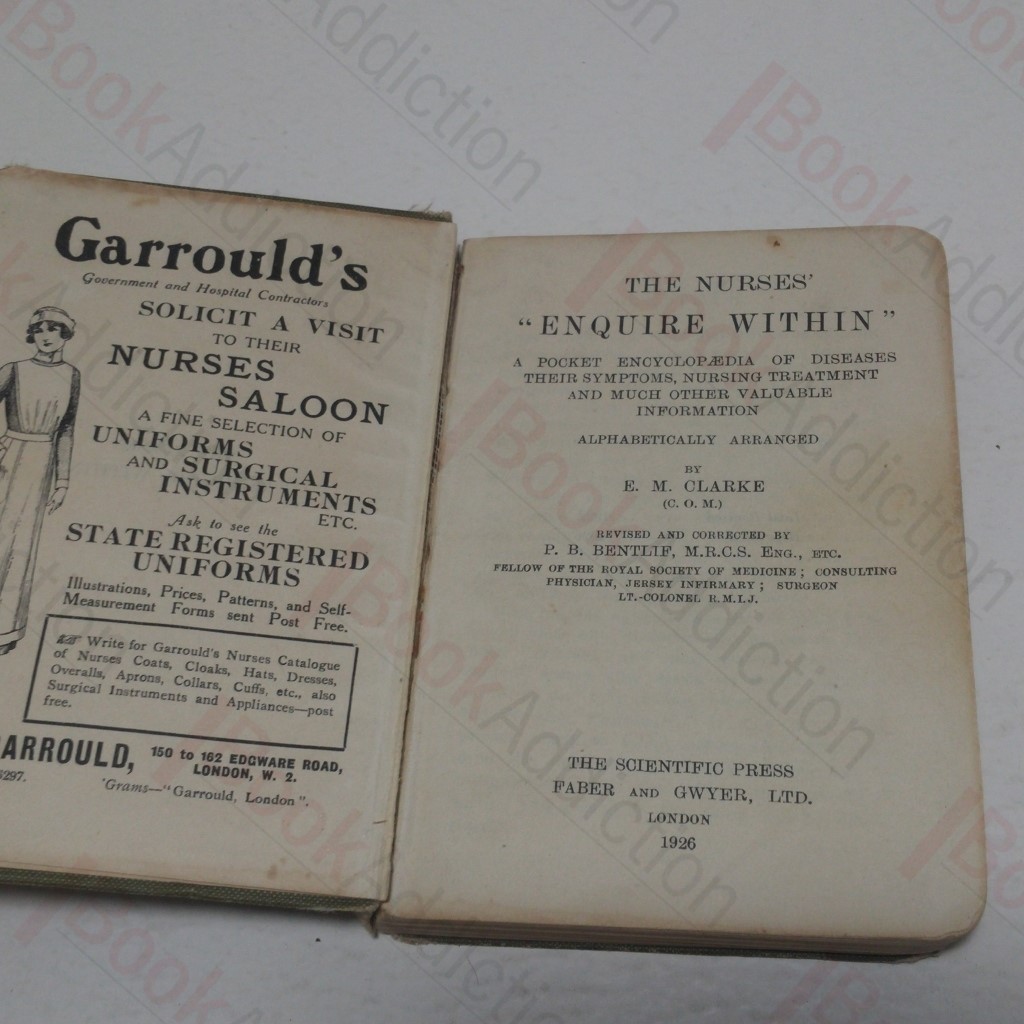 Garrould's
Government and Hospital Contractors
SOLICIT A VISIT
TO THEIR
NURSES
SALOON
A FINE SELECTION OF
UNIFORMS
AND SURGICAL
INSTRUMENTS
ETC.
Ask to see the
STATE REGISTERED
UNIFORMS
Illustrations, Prices, Patterns, and Self-
Measurement Forms sent Post Free.
☞ Write for Garrould's Nurses Catalogue
of Nurses Coats, Cloaks, Hats, Dresses,
Overalls, Aprons, Collars, Cuffs, etc., also
Surgical Instruments and Appliances—post
free.
GARROULD, 150 to 162 EDGWARE ROAD,
LONDON, W. 2.
6297. 'Grams—"Garrould, London".
THE NURSES'
"ENQUIRE WITHIN"
A POCKET ENCYCLOPÆDIA OF DISEASES
THEIR SYMPTOMS, NURSING TREATMENT
AND MUCH OTHER VALUABLE
INFORMATION
ALPHABETICALLY ARRANGED
BY
E. M. CLARKE
(C. O. M.)
REVISED AND CORRECTED BY
P. B. BENTLIF, M.R.C.S. ENG., ETC.
FELLOW OF THE ROYAL SOCIETY OF MEDICINE; CONSULTING
PHYSICIAN, JERSEY INFIRMARY; SURGEON
LT.-COLONEL R.M.I.J.
THE SCIENTIFIC PRESS
FABER AND GWYER, LTD.
LONDON
1926
BookAddiction